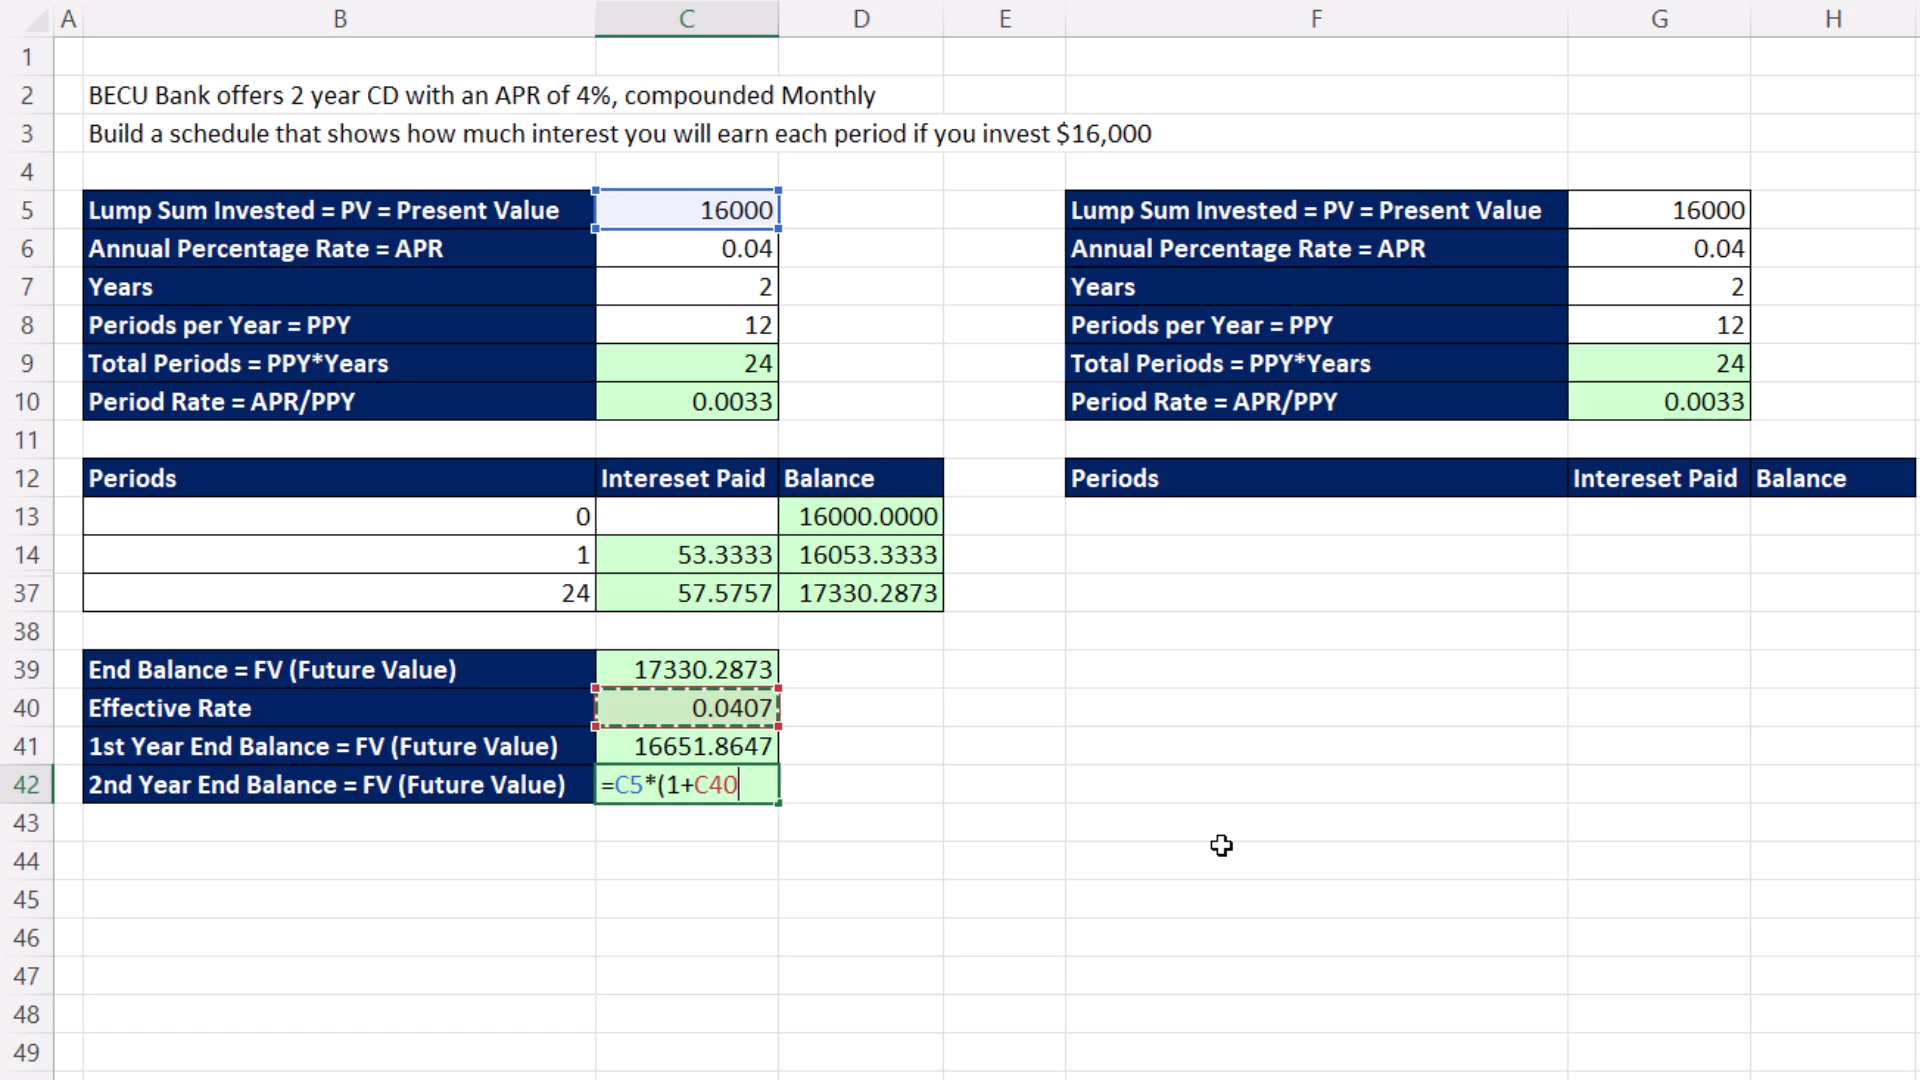 A B C D E F G H
1
2 BECU Bank offers 2 year CD with an APR of 4%, compounded Monthly
3 Build a schedule that shows how much interest you will earn each period if you invest $16,000
4
5 Lump Sum Invested = PV = Present Value 16000 Lump Sum Invested = PV = Present Value 16000
6 Annual Percentage Rate = APR 0.04 Annual Percentage Rate = APR 0.04
7 Years 2 Years 2
8 Periods per Year = PPY 12 Periods per Year = PPY 12
9 Total Periods = PPY*Years 24 Total Periods = PPY*Years 24
10 Period Rate = APR/PPY 0.0033 Period Rate = APR/PPY 0.0033
11
12 Periods Intereset Paid Balance Periods Intereset Paid Balance
13 0 16000.0000
14 1 53.3333 16053.3333
37 24 57.5757 17330.2873
38
39 End Balance = FV (Future Value) 17330.2873
40 Effective Rate 0.0407
41 1st Year End Balance = FV (Future Value) 16651.8647
42 2nd Year End Balance = FV (Future Value) =C5*(1+C40
43
44
45
46
47
48
49